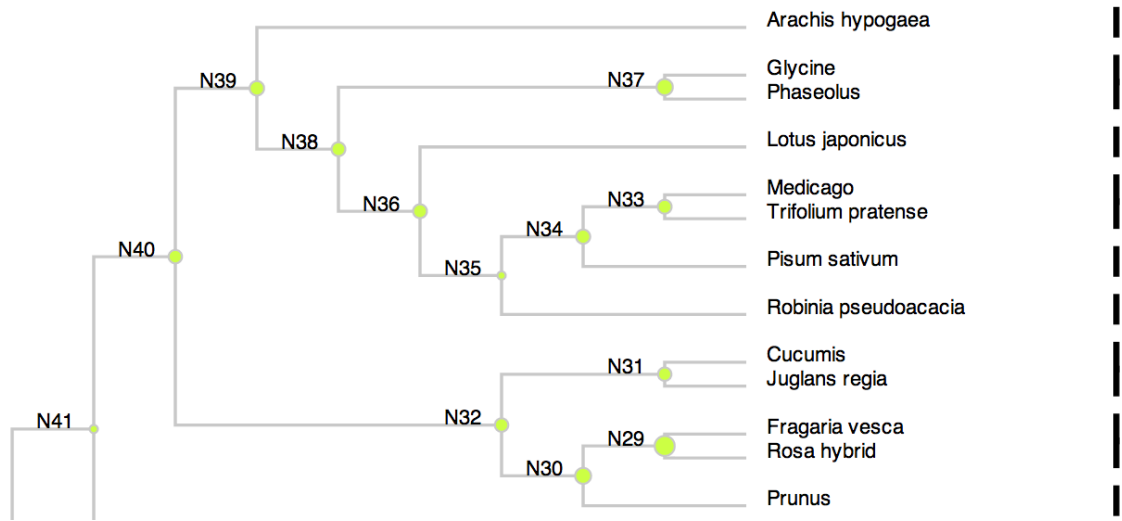 Arachis hypogaea
N39
N37
Glycine
Phaseolus
N38
Lotus japonicus
N36
N33
Medicago
Trifolium pratense
N34
N40
Pisum sativum
N35
Robinia pseudoacacia
N31
Cucumis
Juglans regia
N41
N32
Fragaria vesca
N29
Rosa hybrid
N30
Prunus